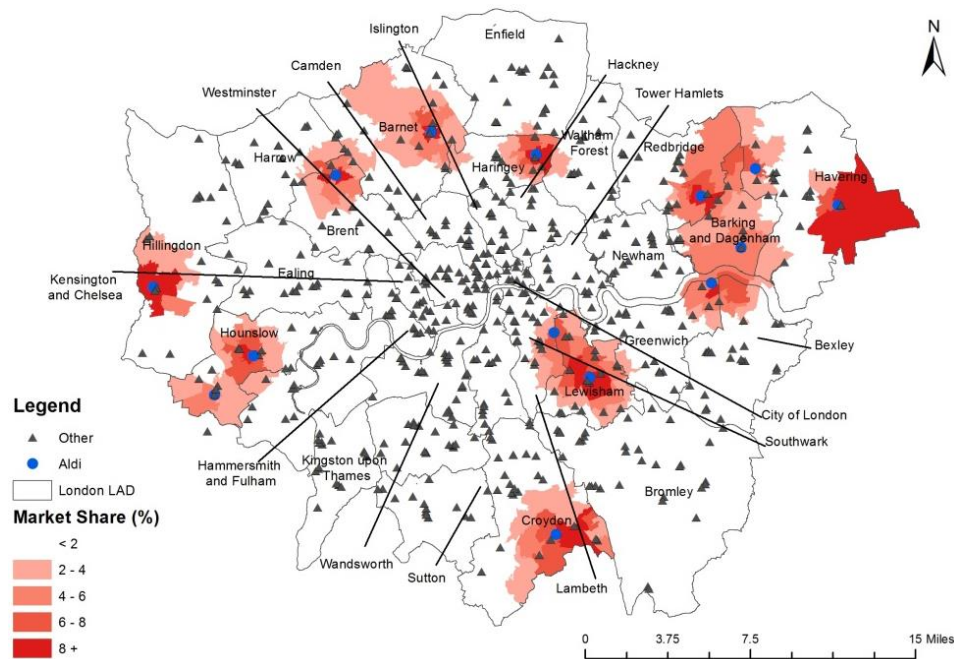 Islington
Enfield
N
Camden
Hackney
Westminster
Tower Hamlets
Barnet
Waltham
Forest
Redbridge
Harrow
Haringey
Havering
Brent
Barking
and Dagenham
Hillingdon
Newham
Kensington
and Chelsea
Ealing
Hounslow
Greenwich
Bexley
Lewisham
City of London
Southwark
Legend
Other
Aldi
London LAD
Market Share (%)
< 2
2 - 4
4 - 6
6 - 8
8 +
Hammersmith
and Fulham
Kingston upon
Thames
Bromley
Croydon
Wandsworth
Sutton
Lambeth
0 3.75 7.5 15 Miles